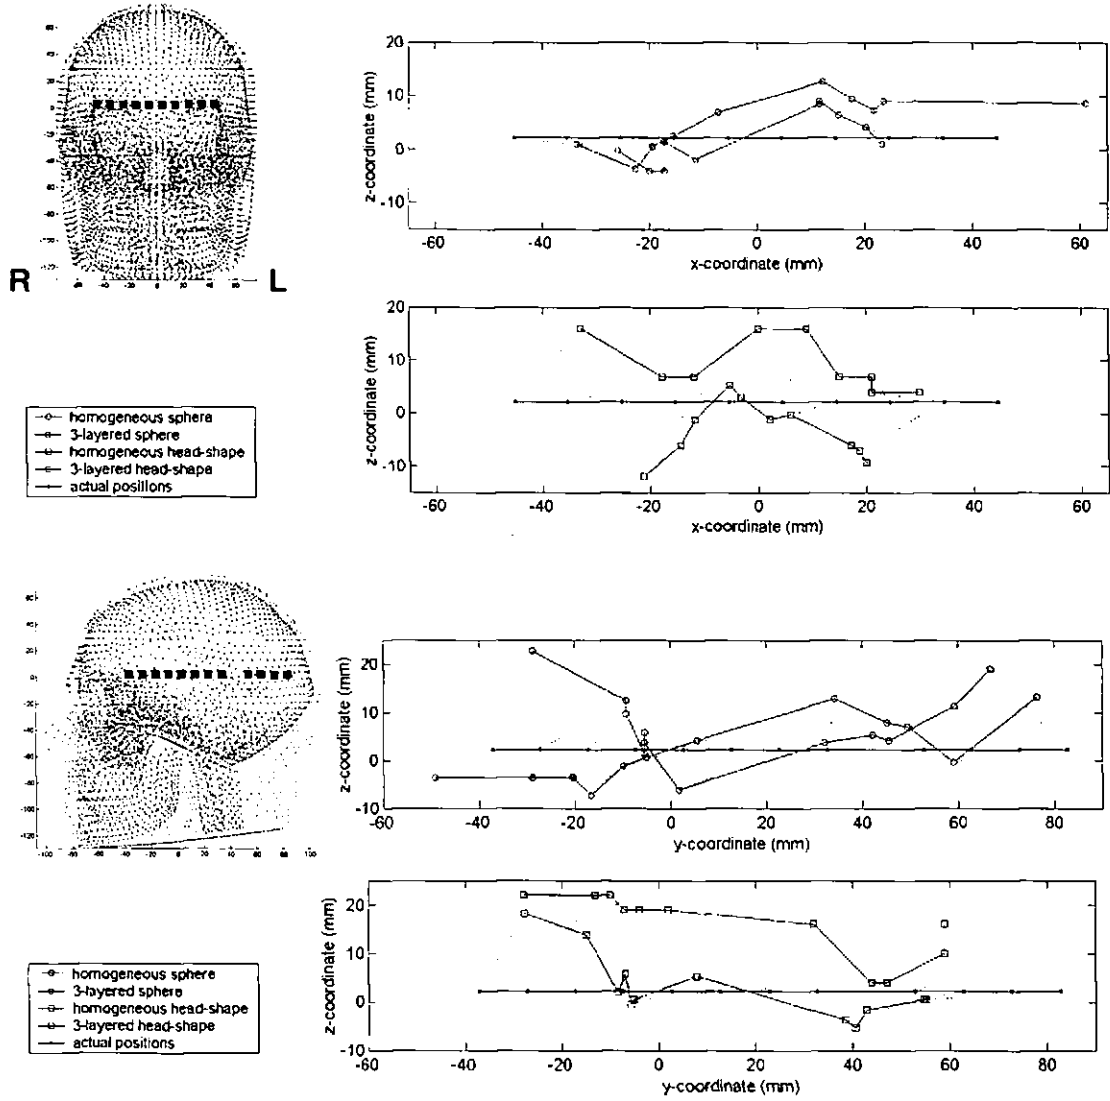 20
10
0
-10
z-coordinate (mm)
-60 -40 -20 0 20 40 60
x-coordinate (mm)
R L
20
10
0
-10
z-coordinate (mm)
-60 -40 -20 0 20 40 60
x-coordinate (mm)
homogeneous sphere
3-layered sphere
homogeneous head-shape
3-layered head-shape
actual positions
20
10
0
-10
z-coordinate (mm)
-60 -40 -20 0 20 40 60 80
y-coordinate (mm)
20
10
0
-10
z-coordinate (mm)
-60 -40 -20 0 20 40 60 80
y-coordinate (mm)
homogeneous sphere
3-layered sphere
homogeneous head-shape
3-layered head-shape
actual positions